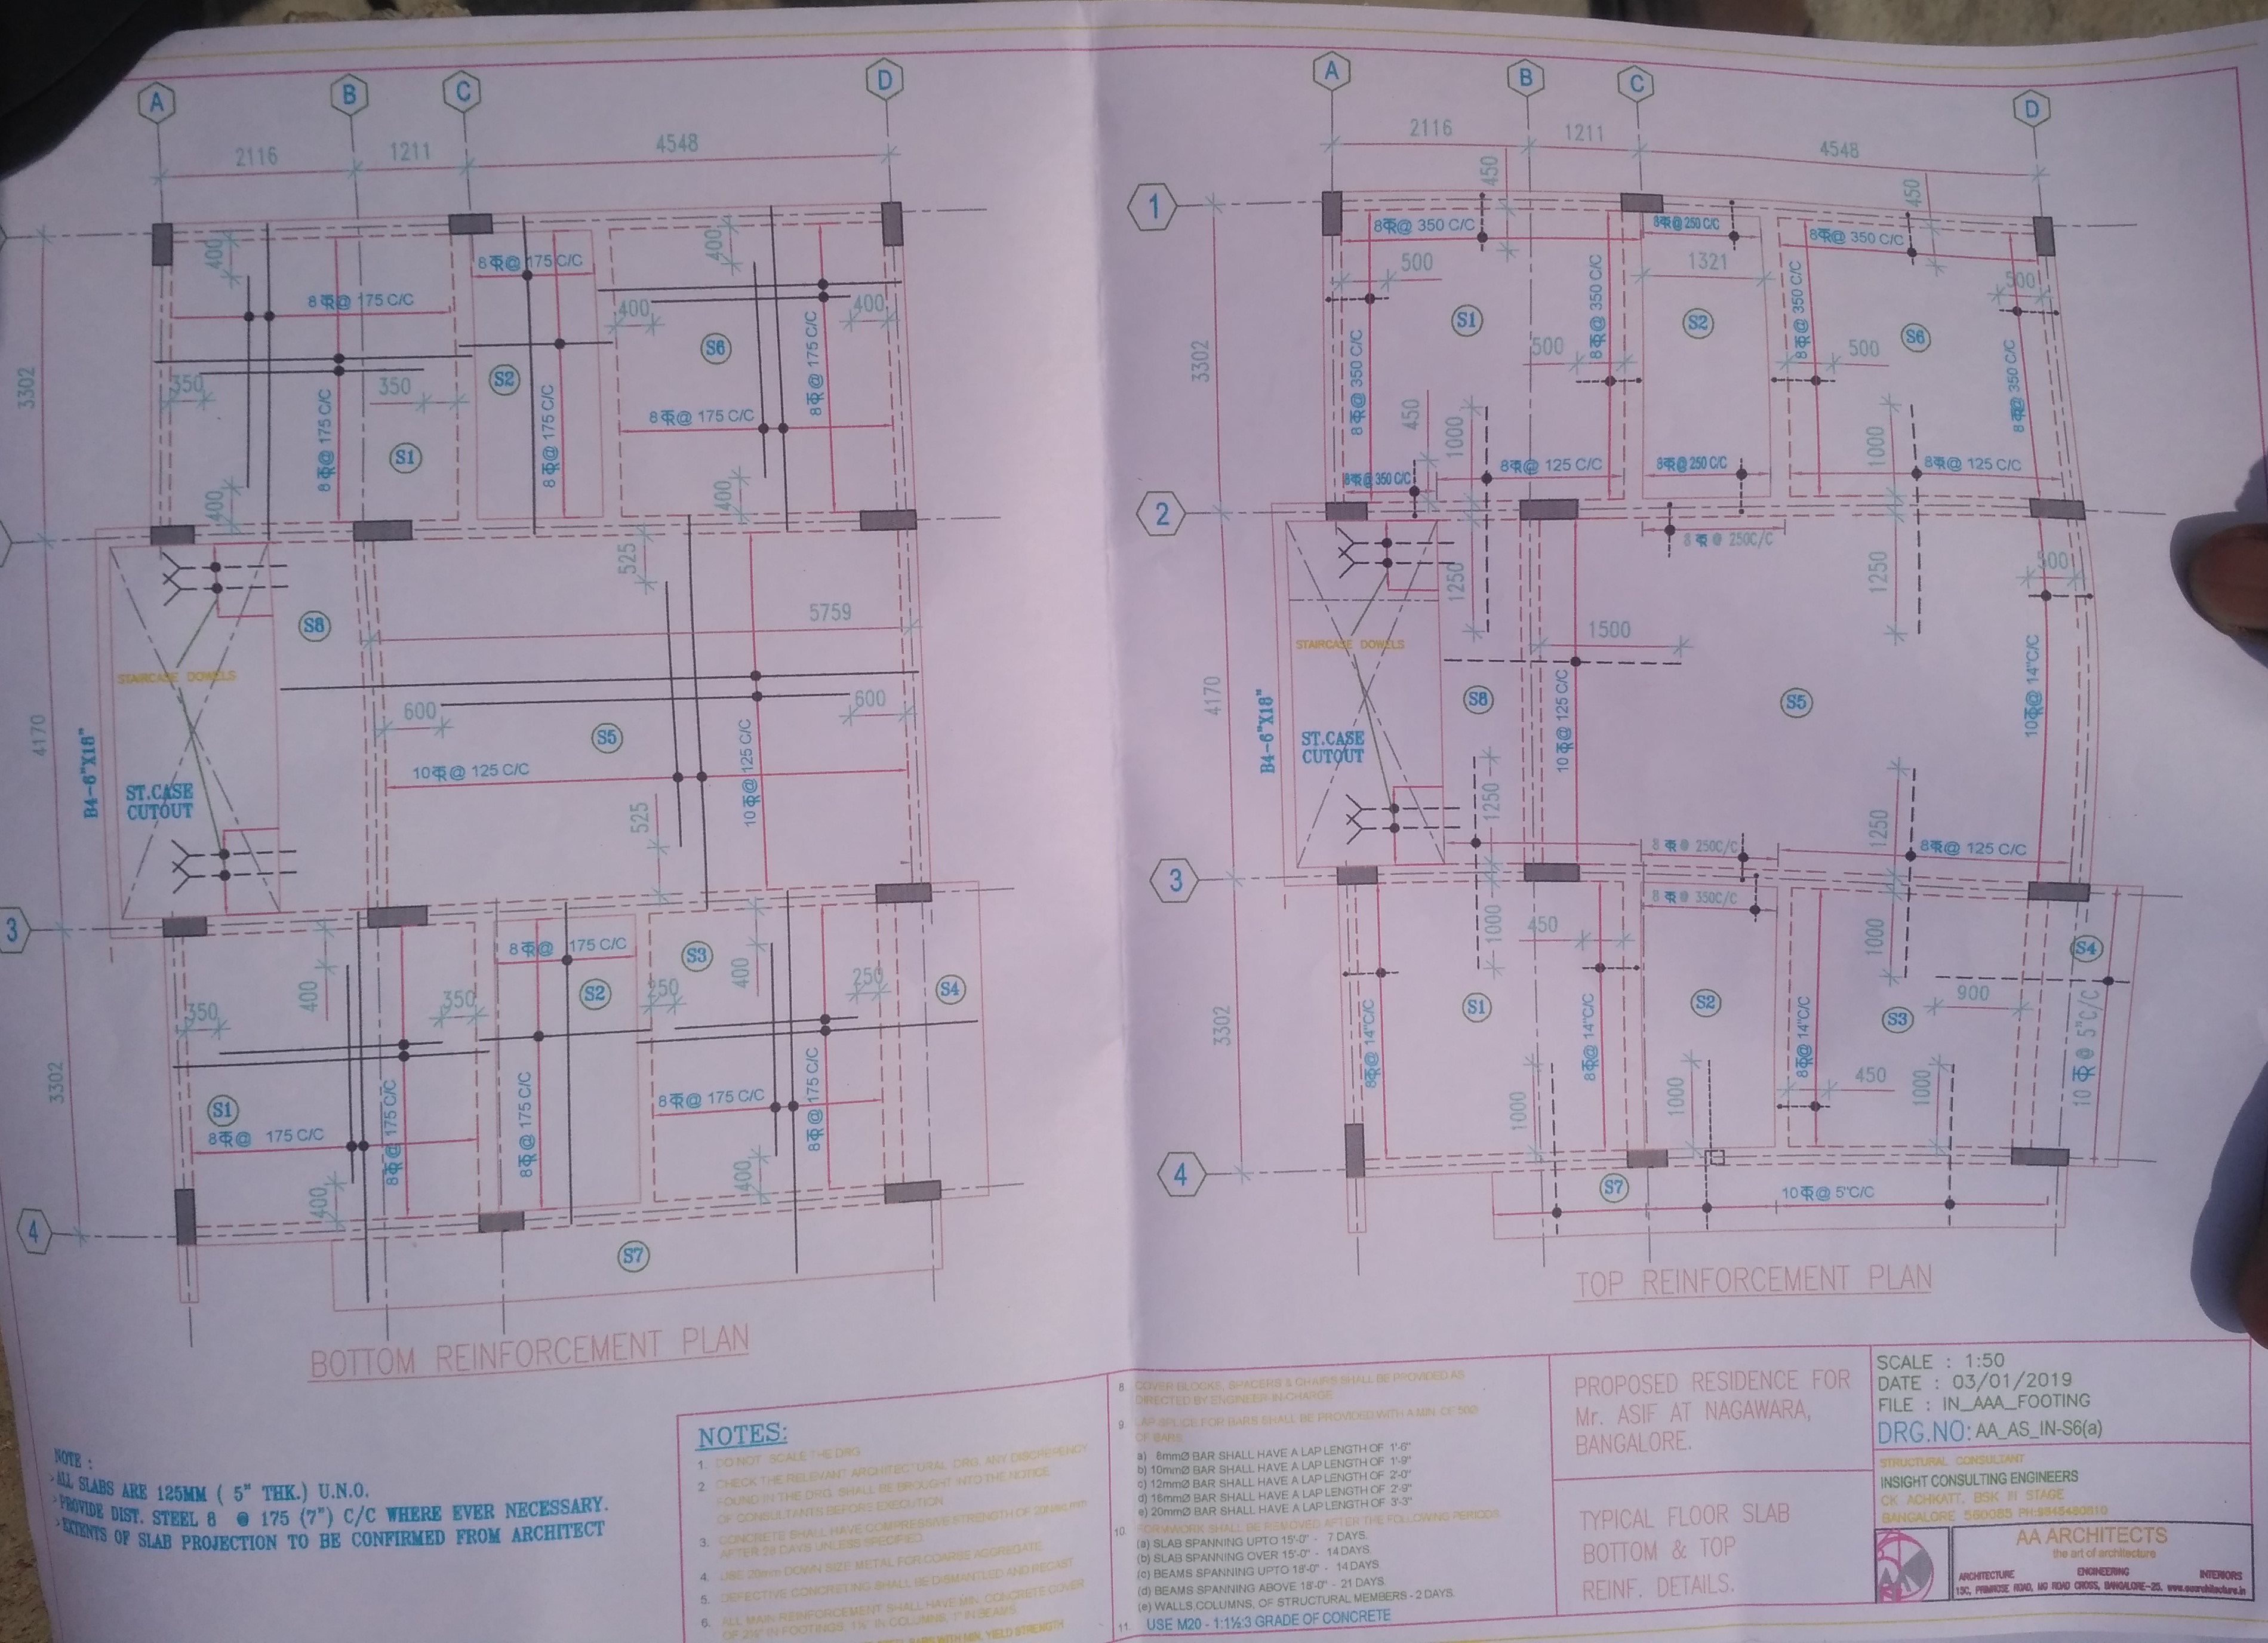 A
B
C
D
2116
1211
4548
3302
4170
3302
3
4
400
8 @ 175 C/C
350
350
8 @ 175 C/C
S1
400
8 @ 175 C/C
S2
8 @ 175 C/C
400
400
400
S6
8 @ 175 C/C
8 @ 175 C/C
400
S8
STAIRCASE DOWELS
B4-6"X18"
ST.CASE
CUTOUT
525
5759
600
600
S5
10 @ 125 C/C
10 @ 125 C/C
525
400
350
350
S1
8 @ 175 C/C
8 @ 175 C/C
400
8 @ 175 C/C
S2
8 @ 175 C/C
S3
400
250
250
8 @ 175 C/C
8 @ 175 C/C
400
S4
S7
BOTTOM REINFORCEMENT PLAN
A
B
C
D
2116
1211
4548
1
2
3
4
3302
4170
3302
450
8 @ 350 C/C
8 @ 250 C/C
450
8 @ 350 C/C
500
1321
500
S1
S2
S6
8 @ 350 C/C
8 @ 350 C/C
8 @ 350 C/C
8 @ 350 C/C
500
500
450
1000
1000
8 @ 350 C/C
8 @ 125 C/C
8 @ 250 C/C
8 @ 125 C/C
8 @ 250C/C
1250
1250
500
STAIRCASE DOWELS
1500
B4-6"X18"
ST.CASE
CUTOUT
S8
S5
10 @ 125 C/C
10 @ 14"C/C
1250
1250
8 @ 250C/C
8 @ 125 C/C
8 @ 350C/C
1000
450
1000
S4
900
S1
S2
S3
8 @ 14"C/C
8 @ 14"C/C
8 @ 14"C/C
10 @ 5"C/C
1000
1000
450
1000
S7
10 @ 5"C/C
TOP REINFORCEMENT PLAN
NOTE :
>ALL SLABS ARE 125MM ( 5" THK.) U.N.O.
>PROVIDE DIST. STEEL 8 @ 175 (7") C/C WHERE EVER NECESSARY.
>EXTENTS OF SLAB PROJECTION TO BE CONFIRMED FROM ARCHITECT
NOTES:
1. DO NOT SCALE THE DRG
2. CHECK THE RELEVANT ARCHITECTURAL DRG. ANY DISCREPENCY
FOUND IN THE DRG. SHALL BE BROUGHT INTO THE NOTICE
OF CONSULTANTS BEFORE EXECUTION
3. CONCRETE SHALL HAVE COMPRESSIVE STRENGTH OF 20N/sq.mm
AFTER 28 DAYS UNLESS SPECIFIED.
4. USE 20mm DOWN SIZE METAL FOR COARSE AGGREGATE
5. DEFECTIVE CONCRETING SHALL BE DISMANTLED AND RECAST
6. ALL MAIN REINFORCEMENT SHALL HAVE MIN. CONCRETE COVER
OF 2½" IN FOOTINGS, 1½" IN COLUMNS, 1" IN BEAMS
BARS WITH MIN. YIELD STRENGTH
8. COVER BLOCKS, SPACERS & CHAIRS SHALL BE PROVIDED AS
DIRECTED BY ENGINEER IN-CHARGE.
9. LAP SPLICE FOR BARS SHALL BE PROVIDED WITH A MIN. OF 50Ø
OF BARS
a) 8mmØ BAR SHALL HAVE A LAP LENGTH OF 1'-6"
b) 10mmØ BAR SHALL HAVE A LAP LENGTH OF 1'-9"
c) 12mmØ BAR SHALL HAVE A LAP LENGTH OF 2'-0"
d) 16mmØ BAR SHALL HAVE A LAP LENGTH OF 2'-9"
e) 20mmØ BAR SHALL HAVE A LAP LENGTH OF 3'-3"
10. FORMWORK SHALL BE REMOVED AFTER THE FOLLOWING PERIODS.
(a) SLAB SPANNING UPTO 15'-0" - 7 DAYS.
(b) SLAB SPANNING OVER 15'-0" - 14 DAYS.
(c) BEAMS SPANNING UPTO 18'-0" - 14 DAYS.
(d) BEAMS SPANNING ABOVE 18'-0" - 21 DAYS.
(e) WALLS,COLUMNS, OF STRUCTURAL MEMBERS - 2 DAYS.
11. USE M20 - 1:1½:3 GRADE OF CONCRETE
PROPOSED RESIDENCE FOR
Mr. ASIF AT NAGAWARA,
BANGALORE.
TYPICAL FLOOR SLAB
BOTTOM & TOP
REINF. DETAILS.
SCALE : 1:50
DATE : 03/01/2019
FILE : IN_AAA_FOOTING
DRG.NO: AA_AS_IN-S6(a)
STRUCTURAL CONSULTANT
INSIGHT CONSULTING ENGINEERS
CK ACHKATT, BSK IN STAGE
BANGALORE 560085
AA ARCHITECTS
the art of architecture
ARCHITECTURE ENGINEERING INTERIORS
13C, PRIMROSE ROAD, MG ROAD CROSS, BANGALORE-25. www.aaarchitecture.in